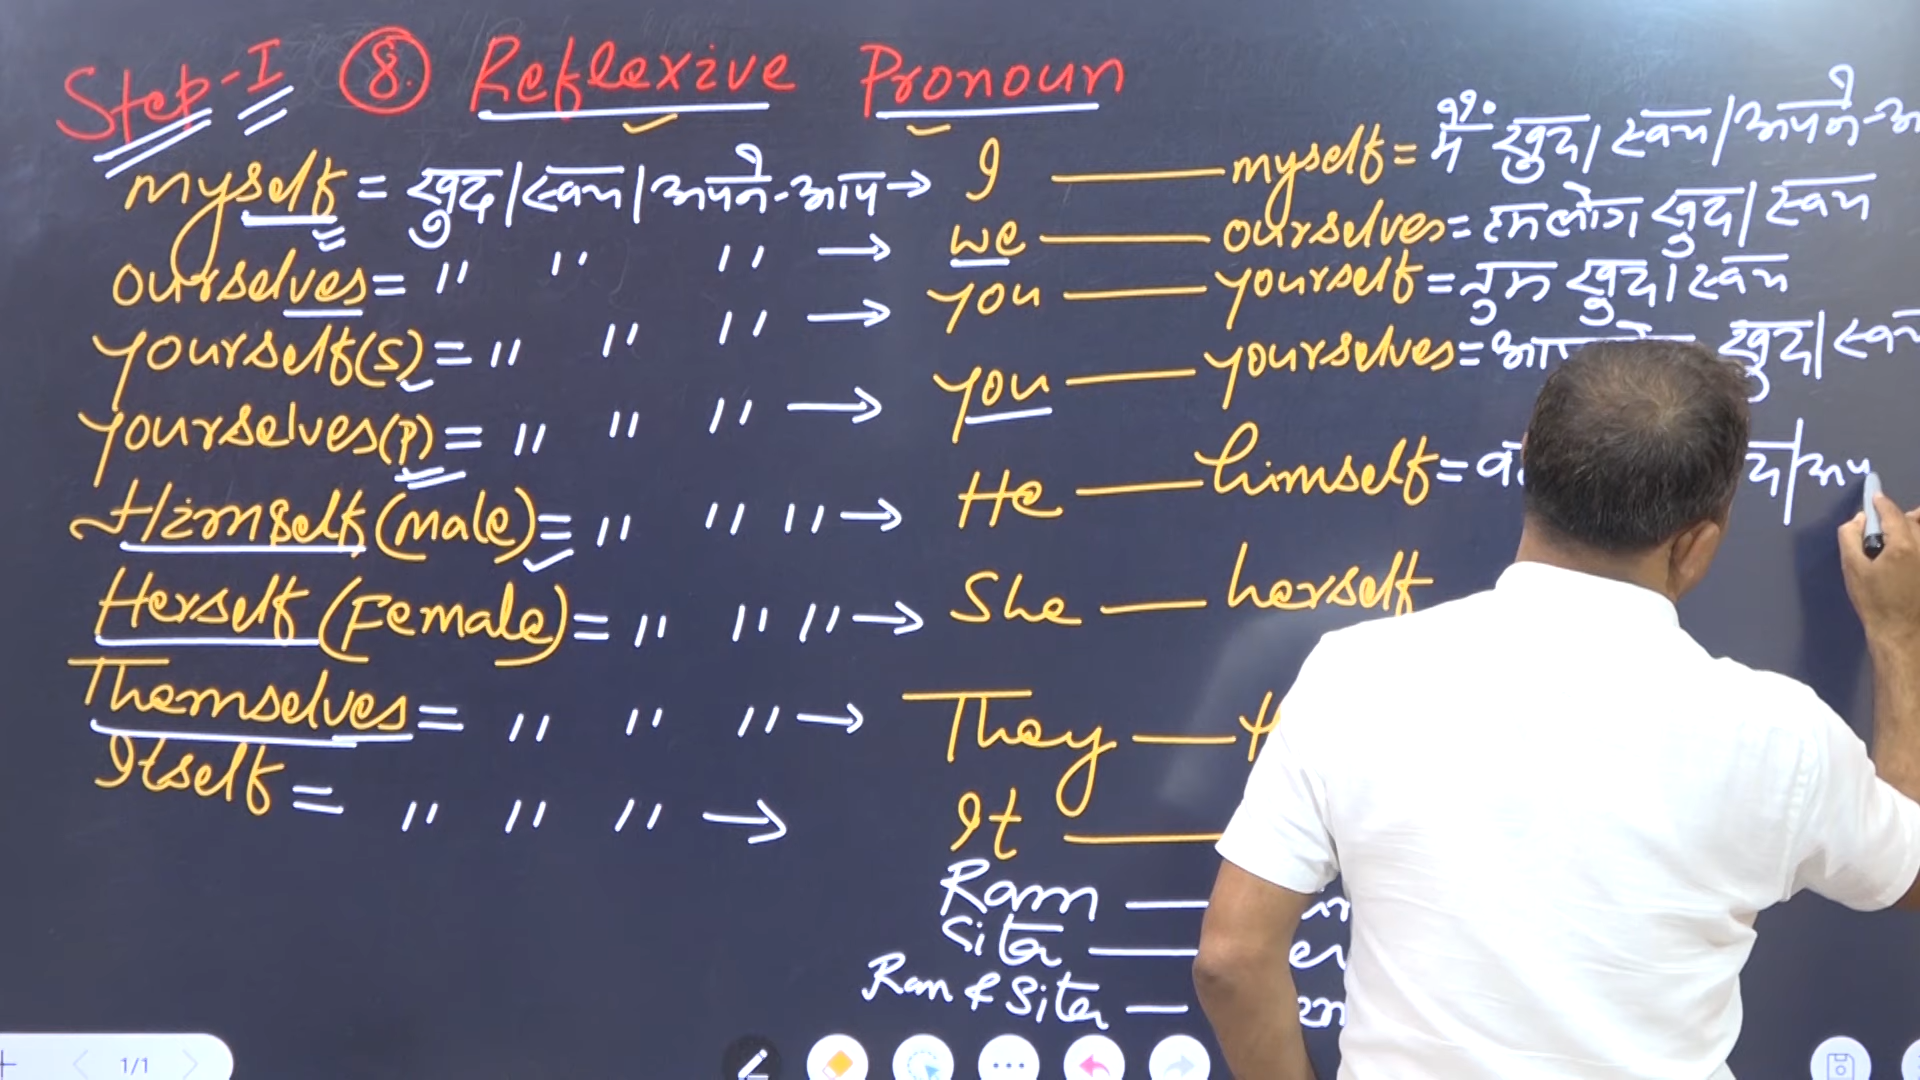 Step-I 8. Reflexive Pronoun
myself = खुद/स्वयं/अपने-आप → I — myself = मैं खुद/स्वयं/अपने-आ
ourselves = " " " → we — ourselves = हमलोग खुद/स्वयं
yourself(S) = " " " → you — yourself = तुम खुद/स्वयं
yourselves(P) = " " " → you — yourselves = खुद/स्वयं
Himself (male) = " " " → He — himself =
Herself (Female) = " " " → She — herself
Themselves = " " " → They —
Itself = " " " → It —
Ram —
Sita —
Ram & Sita —
1/1